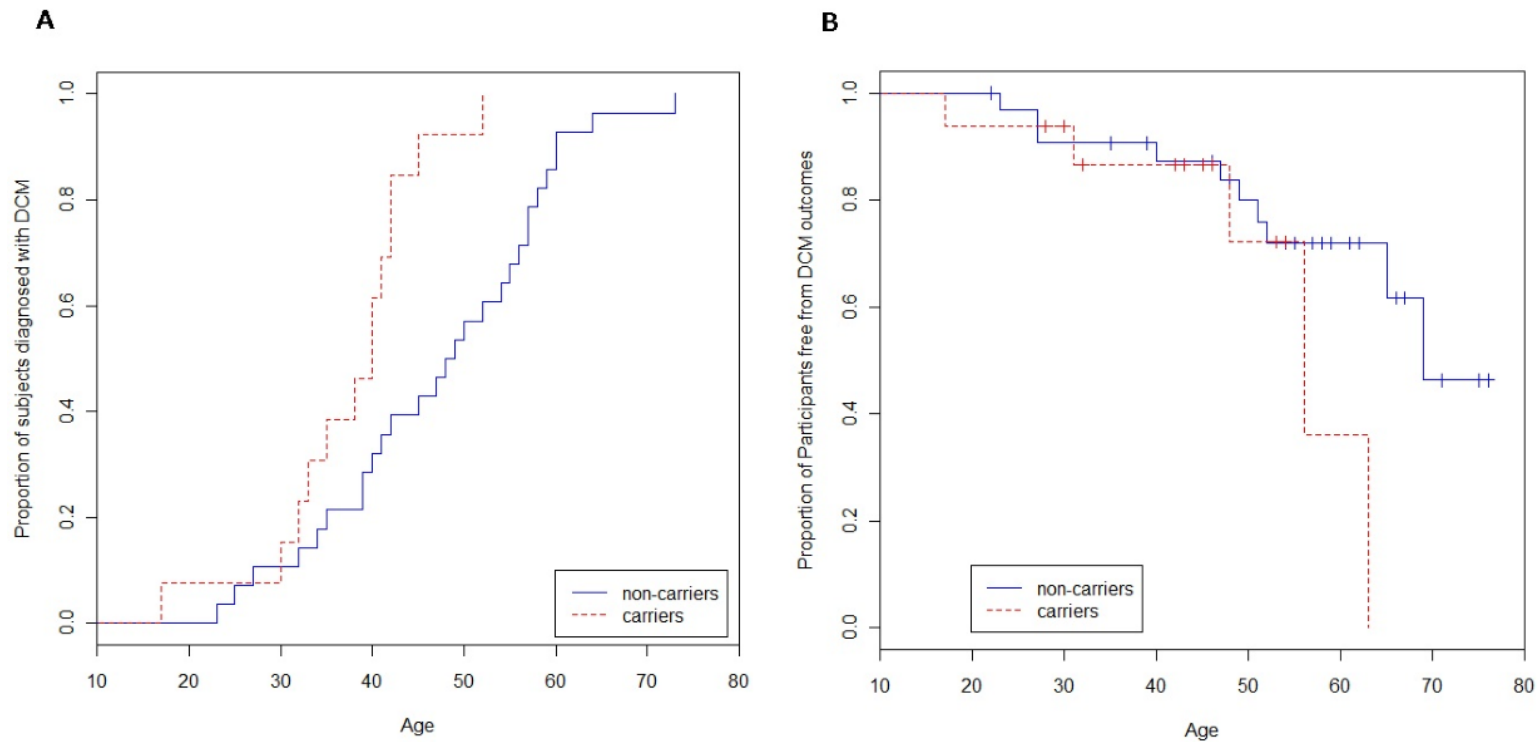 A
Proportion of subjects diagnosed with DCM
1.0
0.8
0.6
0.4
0.2
0.0
non-carriers
carriers
10 20 30 40 50 60 70 80
Age
B
Proportion of Participants free from DCM outcomes
1.0
0.8
0.6
0.4
0.2
0.0
non-carriers
carriers
10 20 30 40 50 60 70 80
Age